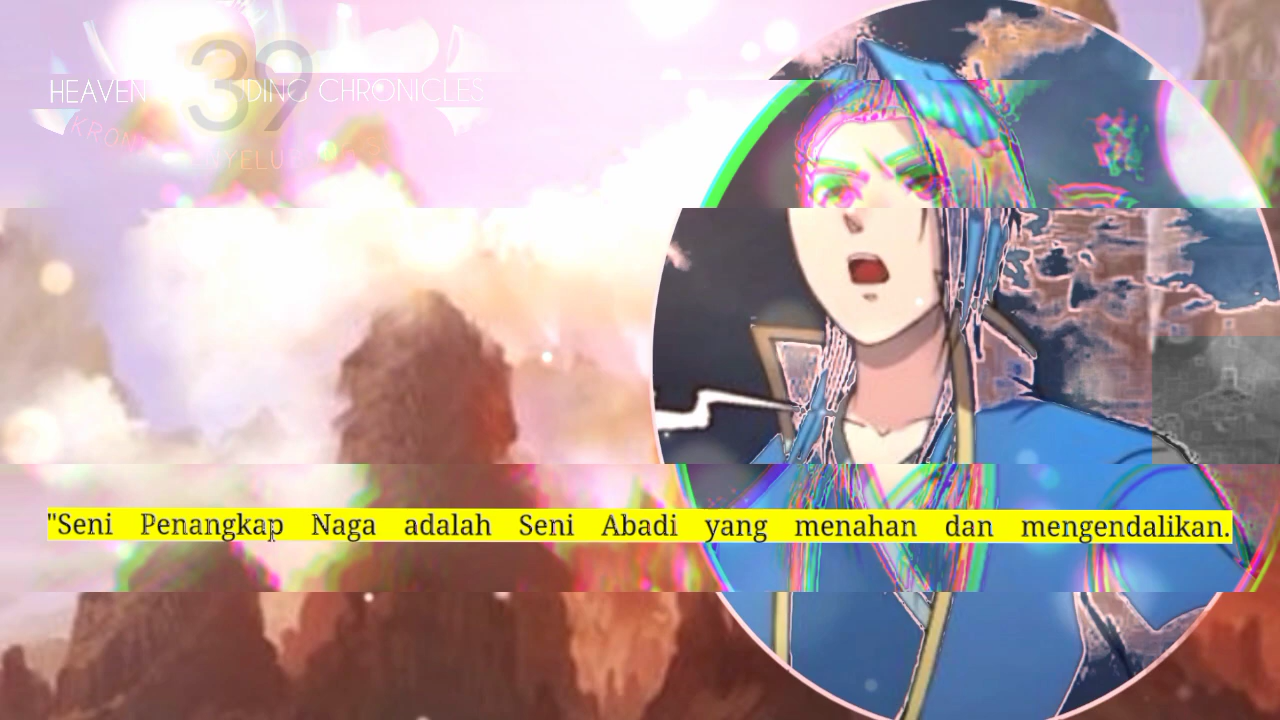 39
HEAVEN DING CHRONICLES
"Seni Penangkap Naga adalah Seni Abadi yang menahan dan mengendalikan.